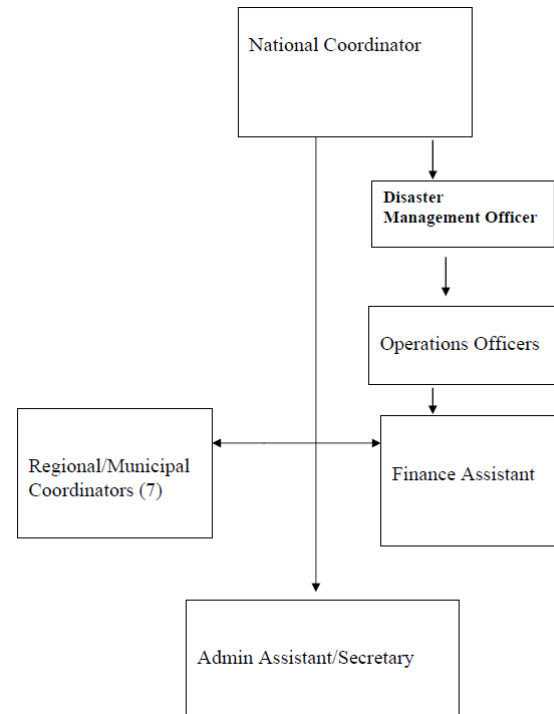 National Coordinator
Disaster
Management Officer
Operations Officers
Regional/Municipal
Coordinators (7)
Finance Assistant
Admin Assistant/Secretary